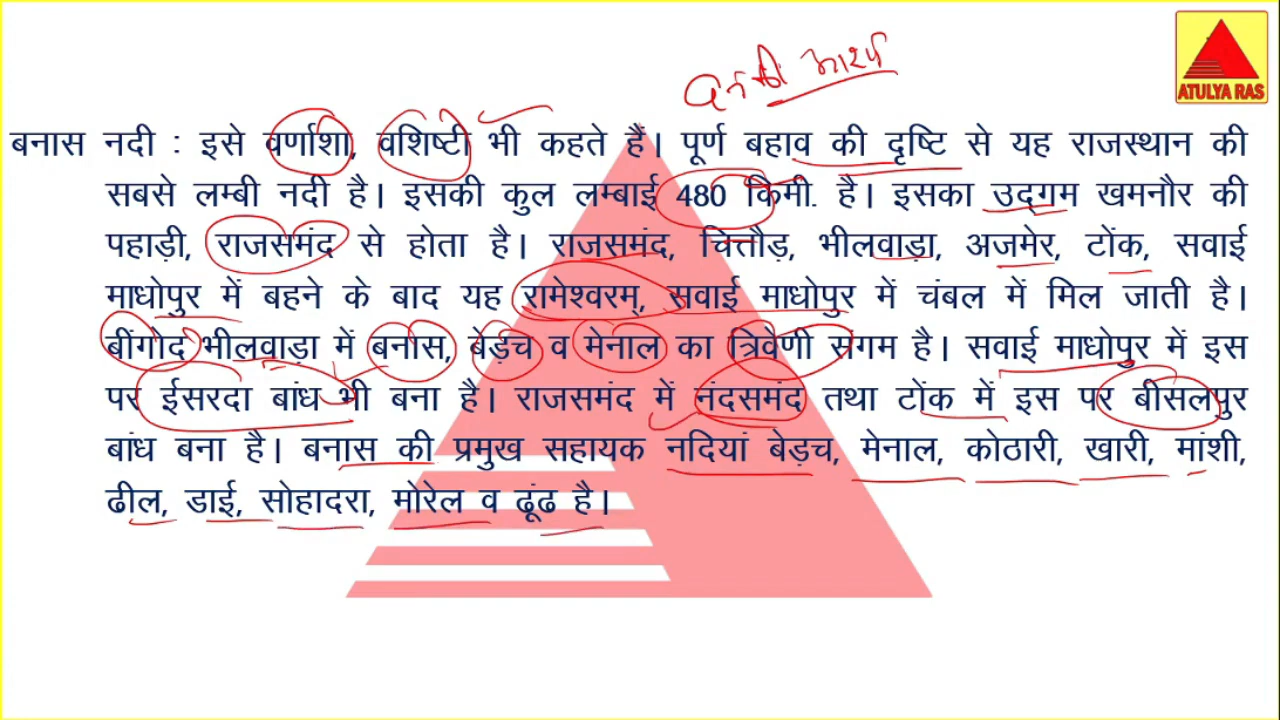 ATULYA RAS
बनास नदी : इसे वर्णाशा, वशिष्टी भी कहते हैं। पूर्ण बहाव की दृष्टि से यह राजस्थान की
सबसे लम्बी नदी है। इसकी कुल लम्बाई 480 किमी. है। इसका उद्गम खमनौर की
पहाड़ी, राजसमंद से होता है। राजसमंद, चित्तौड़, भीलवाड़ा, अजमेर, टोंक, सवाई
माधोपुर में बहने के बाद यह रामेश्वरम्, सवाई माधोपुर में चंबल में मिल जाती है।
बींगोद भीलवाड़ा में बनास, बेड़च व मेनाल का त्रिवेणी संगम है। सवाई माधोपुर में इस
पर ईसरदा बांध भी बना है। राजसमंद में नंदसमंद तथा टोंक में इस पर बीसलपुर
बांध बना है। बनास की प्रमुख सहायक नदियां बेड़च, मेनाल, कोठारी, खारी, मांशी,
ढील, डाई, सोहादरा, मोरेल व ढूंढ है।